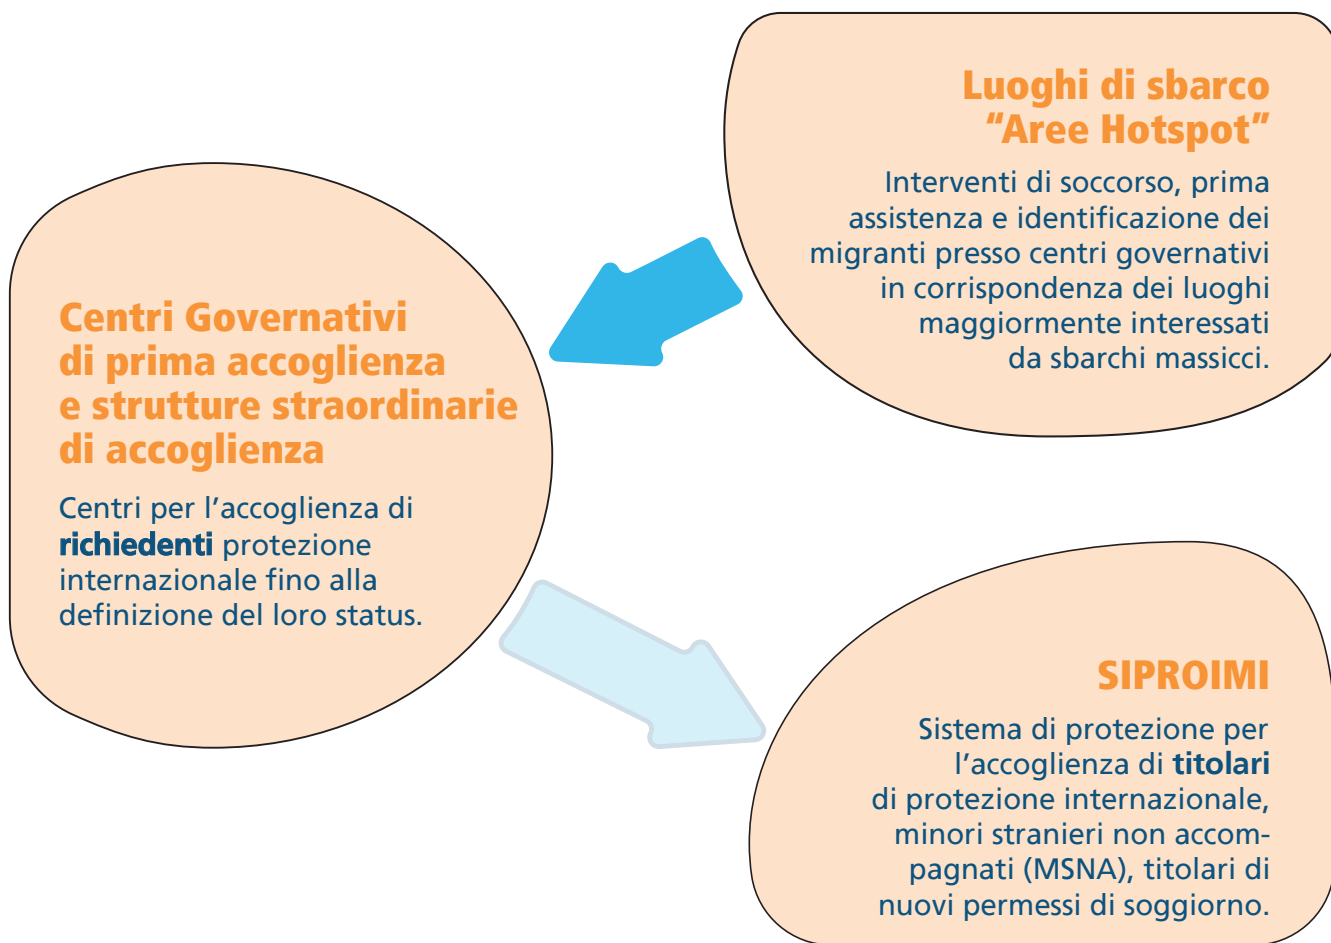 Luoghi di sbarco
“Aree Hotspot”
Interventi di soccorso, prima
assistenza e identificazione dei
migranti presso centri governativi
in corrispondenza dei luoghi
maggiormente interessati
da sbarchi massicci.
Centri Governativi
di prima accoglienza
e strutture straordinarie
di accoglienza
Centri per l’accoglienza di
richiedenti protezione
internazionale fino alla
definizione del loro status.
SIPROIMI
Sistema di protezione per
l’accoglienza di titolari
di protezione internazionale,
minori stranieri non accom-
pagnati (MSNA), titolari di
nuovi permessi di soggiorno.